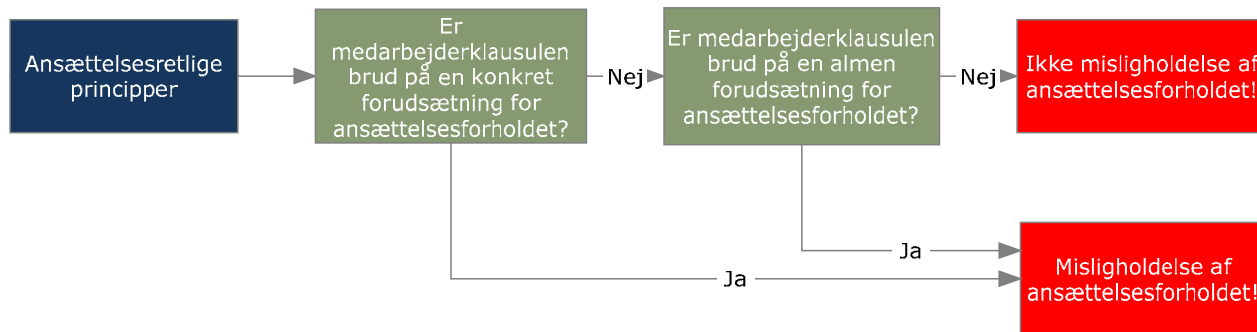 Ansættelsesretlige
principper
Er
medarbejderklausulen
brud på en konkret
forudsætning for
ansættelsesforholdet?
Nej
Er medarbejderklausulen
brud på en almen
forudsætning for
ansættelsesforholdet?
Nej
Ikke misligholdelse af
ansættelsesforholdet!
Ja
Ja
Misligholdelse af
ansættelsesforholdet!